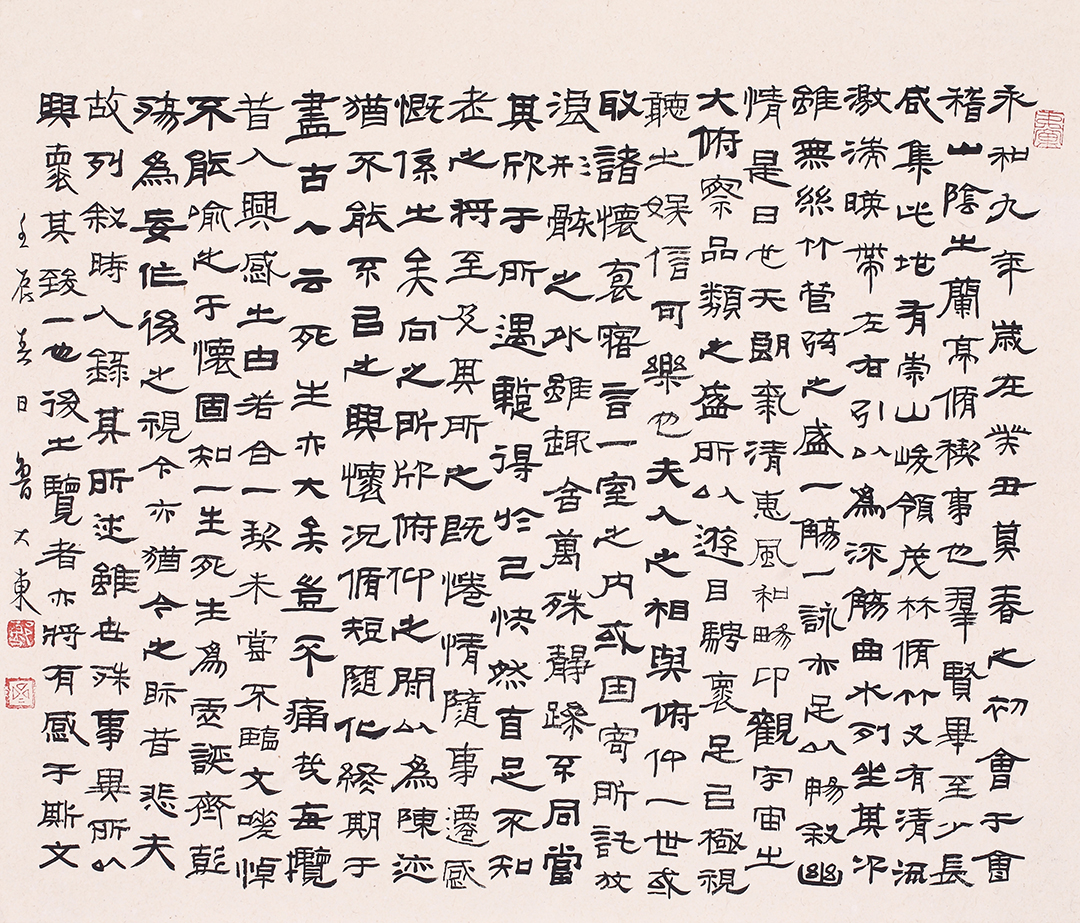 永和九年歲在癸丑莫春之初會于會
稽山陰之蘭亭脩稧事也羣賢畢至少長
咸集此地有崇山峻領茂林脩竹又有清流
激湍暎帶左右引以為流觴曲水列坐其次
雖無絲竹管弦之盛一觴一詠亦足以暢敘幽
情是日也天朗氣清惠風和暢仰觀宇宙之
大俯察品類之盛所以遊目騁褱足已極視
聽之娛信可樂也夫人之相與俯仰一世或
取諸懷袌寤言一室之內或因寄所託放
浪形骸之外雖趣舍萬殊靜躁不同當
其欣于所遇暫得於己快然自足不知
老之將至及其所之既惓情隨事遷感
慨係之矣向之所欣俯仰之間以為陳迹
猶不能不已之興懷況脩短隨化終期于
盡古人云死生亦大矣豈不痛哉每攬
昔人興感之由若合一契未嘗不臨文嗟悼
不能喻之于懷固知一生死生為虛誕齊彭
殤為妄作後之視今亦猶今之視昔悲夫
故列敘時人錄其所述雖世殊事異所以
興褱其致一也後之覽者亦將有感于斯文
壬辰春日魯大東